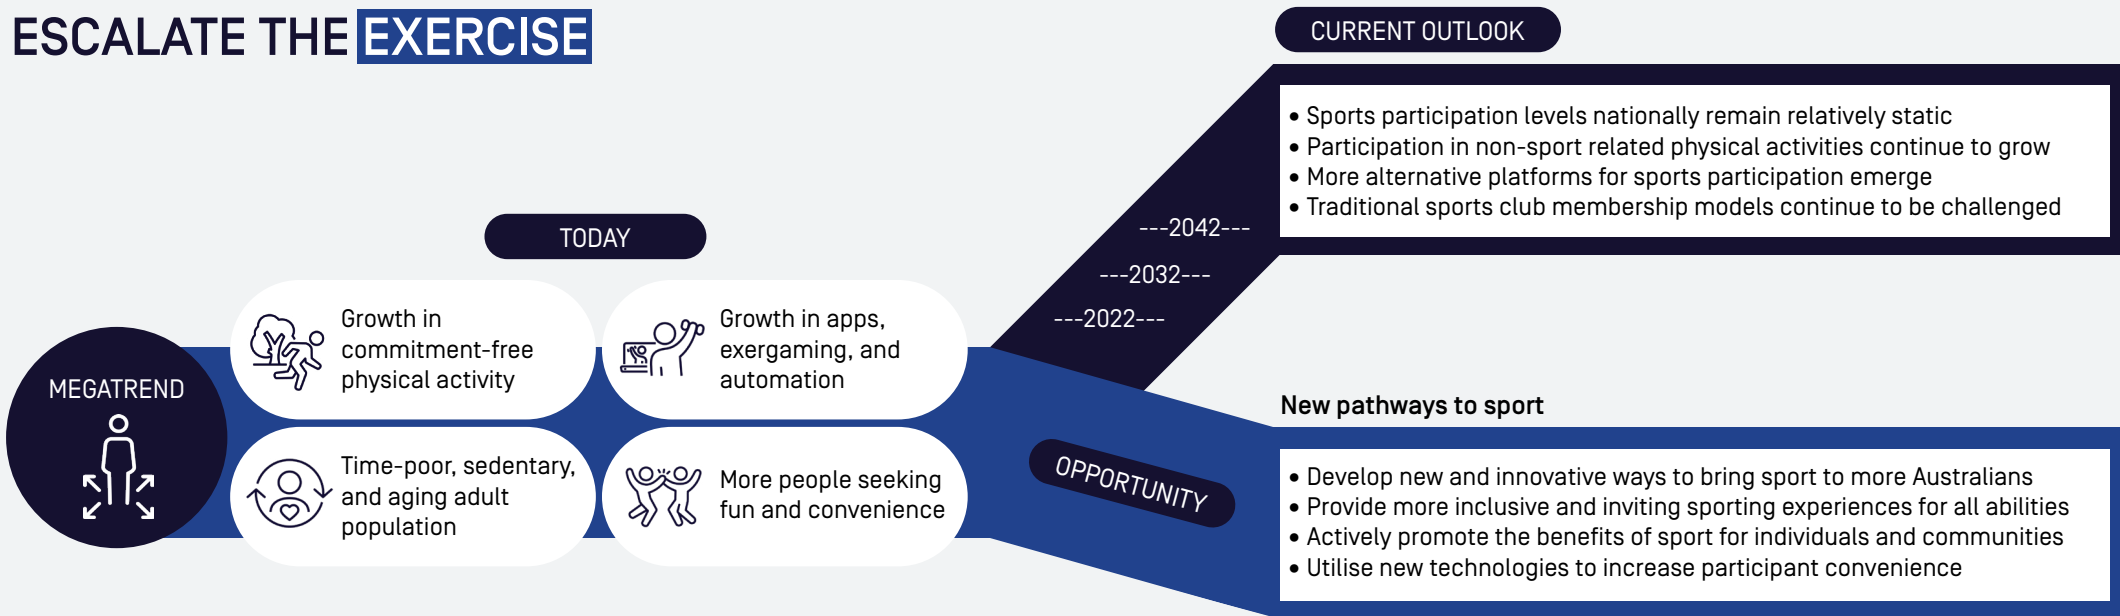 ESCALATE THE EXERCISE
MEGATREND
TODAY
Growth in
commitment-free
physical activity
Growth in apps,
exergaming, and
automation
Time-poor, sedentary,
and aging adult
population
More people seeking
fun and convenience
CURRENT OUTLOOK
---2042---
---2032---
---2022---
• Sports participation levels nationally remain relatively static
• Participation in non-sport related physical activities continue to grow
• More alternative platforms for sports participation emerge
• Traditional sports club membership models continue to be challenged
OPPORTUNITY
New pathways to sport
• Develop new and innovative ways to bring sport to more Australians
• Provide more inclusive and inviting sporting experiences for all abilities
• Actively promote the benefits of sport for individuals and communities
• Utilise new technologies to increase participant convenience